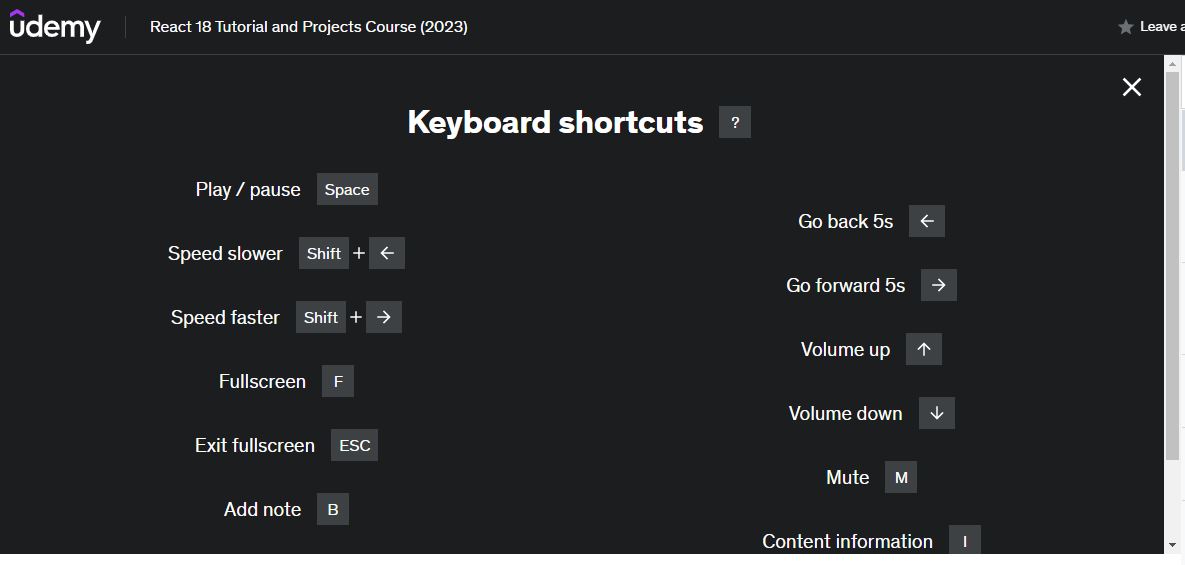 udemy
React 18 Tutorial and Projects Course (2023)
Leave a
Keyboard shortcuts ?
Play / pause Space
Speed slower Shift + ←
Speed faster Shift + →
Fullscreen F
Exit fullscreen ESC
Add note B
Go back 5s ←
Go forward 5s →
Volume up ↑
Volume down ↓
Mute M
Content information I